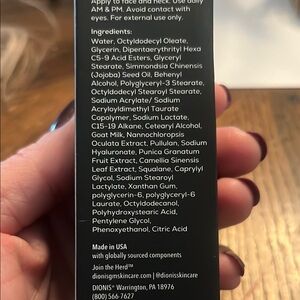 Apply to face and neck. Use daily
AM & PM. Avoid contact with
eyes. For external use only.
Ingredients:
Water, Octyldodecyl Oleate,
Glycerin, Dipentaerythrityl Hexa
C5-9 Acid Esters, Glyceryl
Stearate, Simmondsia Chinensis
(Jojoba) Seed Oil, Behenyl
Alcohol, Polyglyceryl-3 Stearate,
Octyldodecyl Stearoyl Stearate,
Sodium Acrylate/ Sodium
Acryloyldimethyl Taurate
Copolymer, Sodium Lactate,
C15-19 Alkane, Cetearyl Alcohol,
Goat Milk, Nannochloropsis
Oculata Extract, Pullulan, Sodium
Hyaluronate, Punica Granatum
Fruit Extract, Camellia Sinensis
Leaf Extract, Squalane, Caprylyl
Glycol, Sodium Stearoyl
Lactylate, Xanthan Gum,
polyglycerin-6, polyglyceryl-6
Laurate, Octyldodecanol,
Polyhydroxystearic Acid,
Pentylene Glycol,
Phenoxyethanol, Citric Acid
Made in USA
with globally sourced components
Join the Herd™
dionisgmskincare.com | @dionisskincare
DIONIS® Warrington, PA 18976
(800) 566-7627